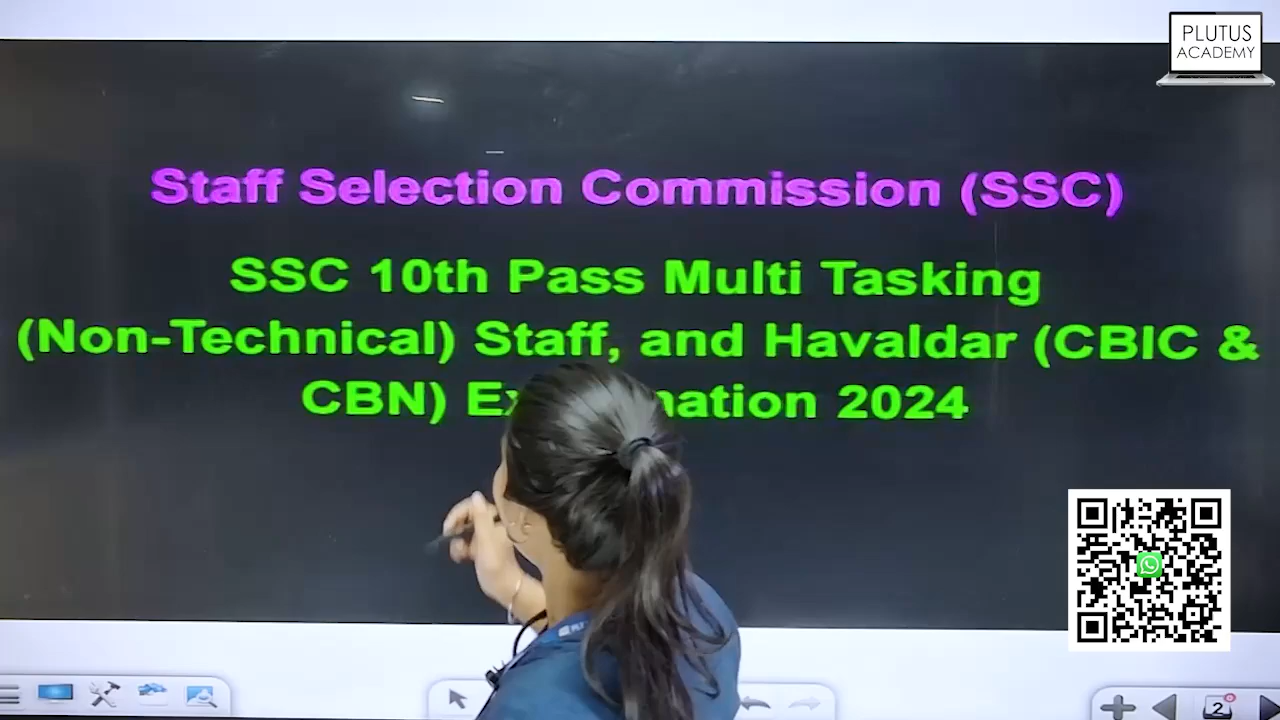 PLUTUS
ACADEMY
Staff Selection Commission (SSC)
SSC 10th Pass Multi Tasking
(Non-Technical) Staff, and Havaldar (CBIC &
CBN) 2024
2